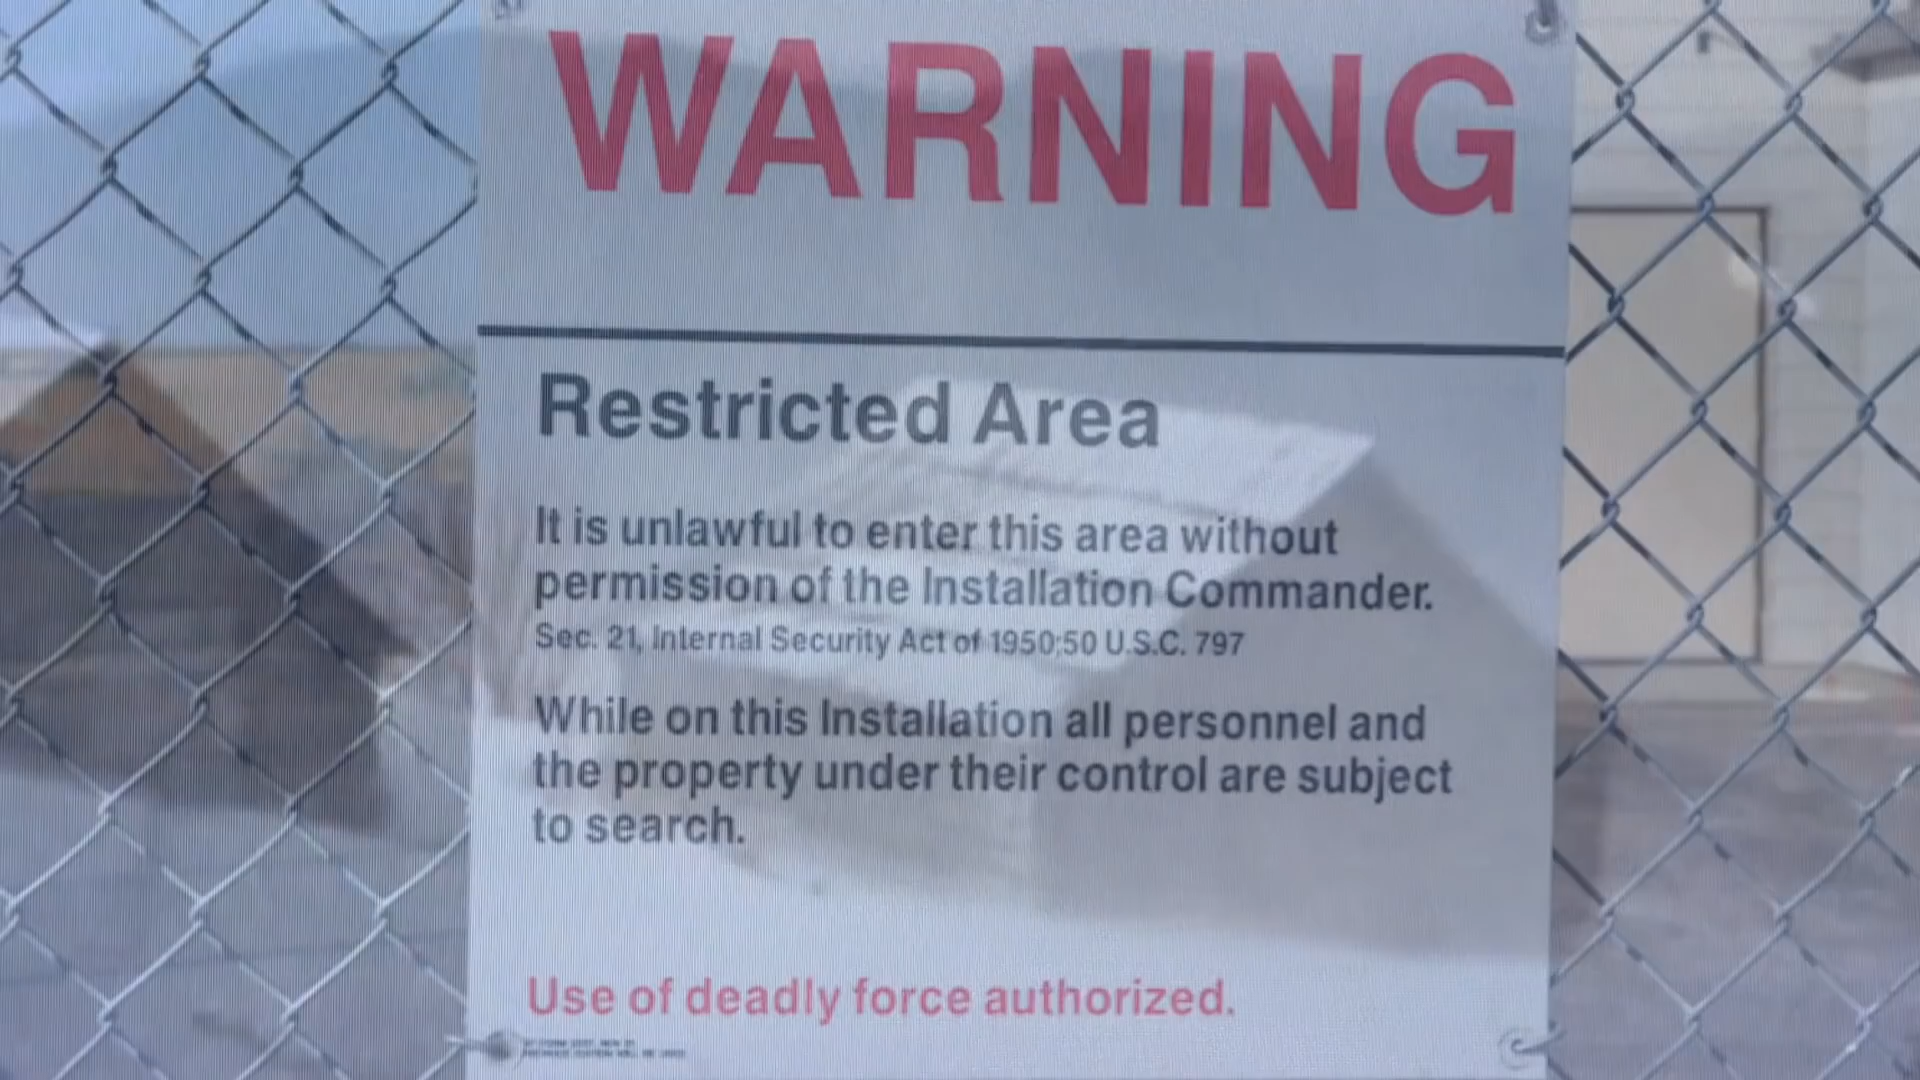 WARNING
Restricted Area
It is unlawful to enter this area without
permission of the Installation Commander.
Sec. 21, Internal Security Act of 1950;50 U.S.C. 797
While on this Installation all personnel and
the property under their control are subject
to search.
Use of deadly force authorized.